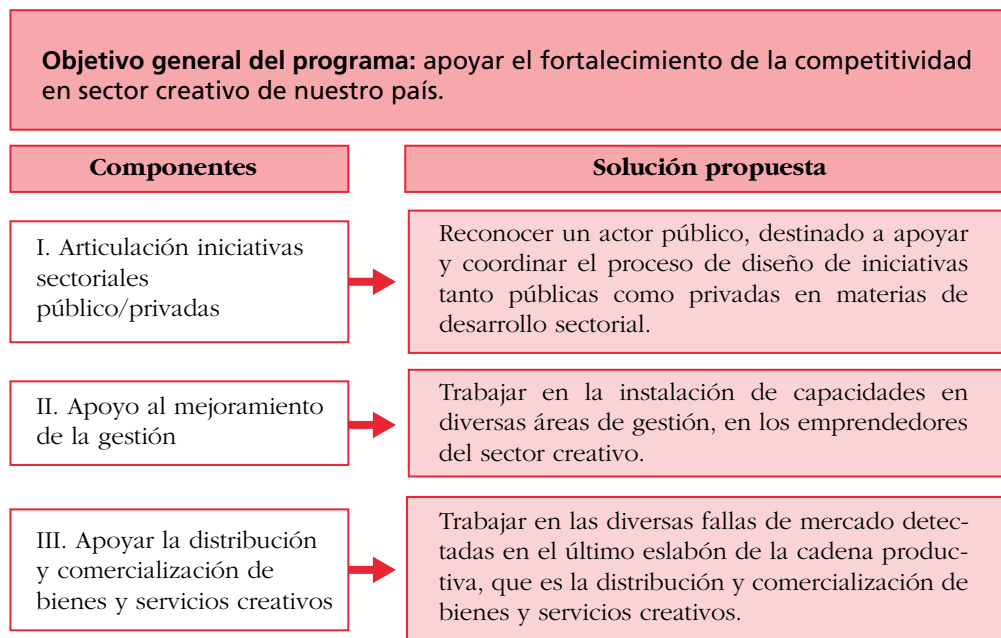 Objetivo general del programa: apoyar el fortalecimiento de la competitividad
en sector creativo de nuestro país.
Componentes
Solución propuesta
I. Articulación iniciativas
sectoriales
público/privadas
Reconocer un actor público, destinado a apoyar
y coordinar el proceso de diseño de iniciativas
tanto públicas como privadas en materias de
desarrollo sectorial.
II. Apoyo al mejoramiento
de la gestión
Trabajar en la instalación de capacidades en
diversas áreas de gestión, en los emprendedores
del sector creativo.
III. Apoyar la distribución
y comercialización de
bienes y servicios creativos
Trabajar en las diversas fallas de mercado detec-
tadas en el último eslabón de la cadena produc-
tiva, que es la distribución y comercialización de
bienes y servicios creativos.